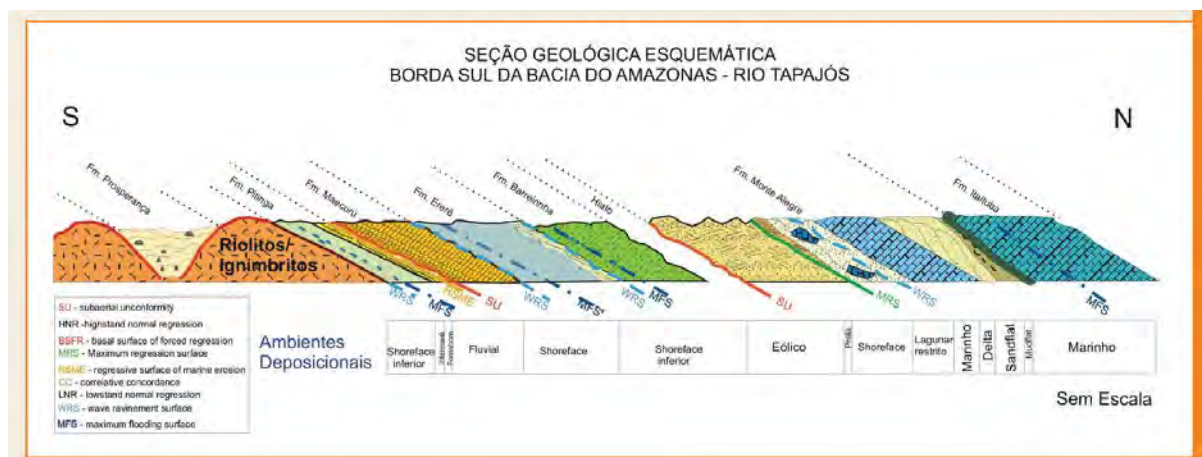 SEÇÃO GEOLÓGICA ESQUEMÁTICA
BORDA SUL DA BACIA DO AMAZONAS - RIO TAPAJÓS
S
N
Fm. Prosperança
Fm. Pitinga
Fm. Maecuru
Fm. Ererê
Fm. Barreirinha
Hiato
Fm. Monte Alegre
Fm. Itaituba
Riolitos/
Ignimbritos
WRS
MFS
RSME
SU
WRS
MFS*
WRS
MFS
SU
MRS
WRS
MFS
SU - subaerial unconformity
HNR - highstand normal regression
BSFR - basal surface of forced regression
MRS - Maximum regression surface
RSME - regressive surface of marine erosion
CC - correlative concordance
LNR - lowstand normal regression
WRS - wave ravinement surface
MFS - maximum flooding surface
Ambientes
Deposicionais
Shoreface
inferior
Fluvial
Shoreface
Shoreface
inferior
Eólico
Praia
Shoreface
Lagunar
restrito
Marinho
Delta
Sandflat
Mudflat
Marinho
Sem Escala